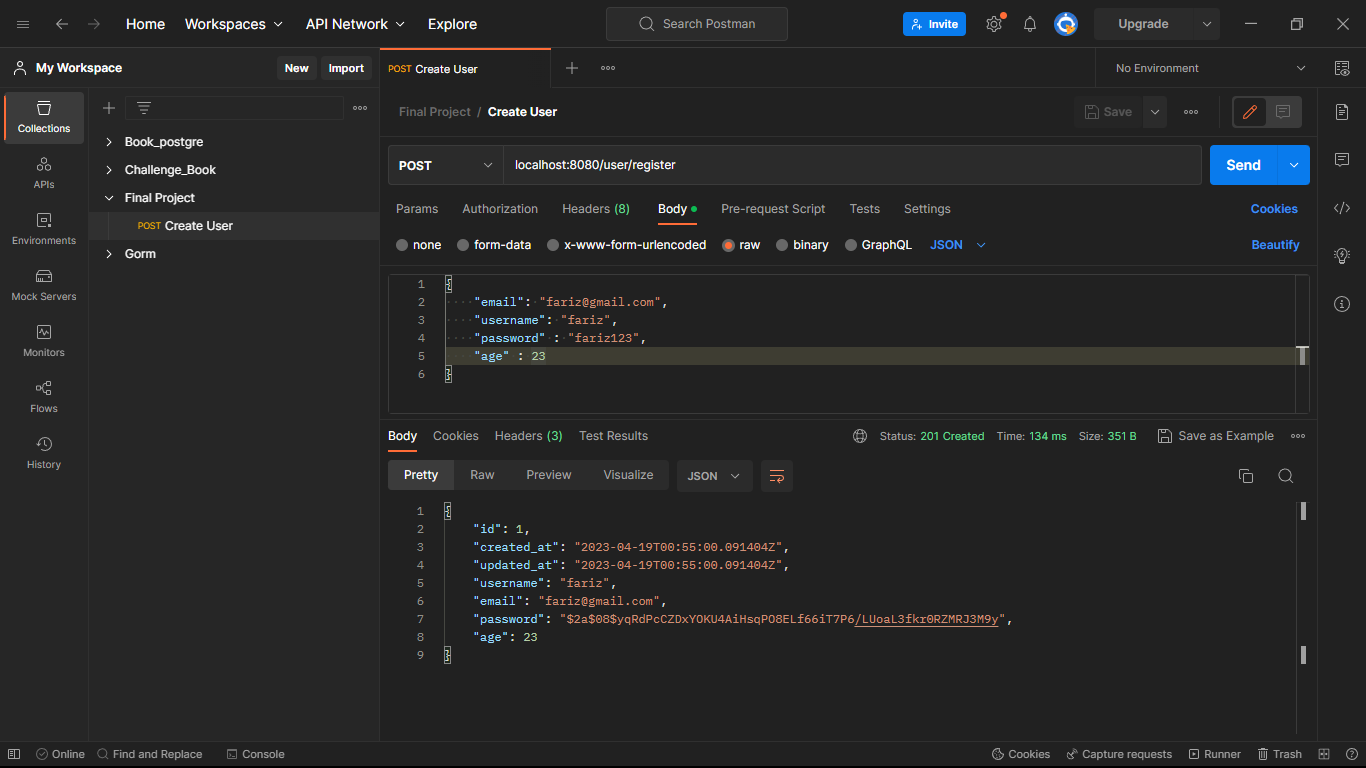 Home Workspaces API Network Explore Search Postman Invite Upgrade
My Workspace New Import POST Create User No Environment
Collections
APIs
Environments
Mock Servers
Monitors
Flows
History
Book_postgre
Challenge_Book
Final Project
POST Create User
Gorm
Final Project / Create User Save
POST localhost:8080/user/register Send
Params Authorization Headers (8) Body Pre-request Script Tests Settings Cookies
none form-data x-www-form-urlencoded raw binary GraphQL JSON Beautify
1 {
2 "email": "fariz@gmail.com",
3 "username": "fariz",
4 "password" : "fariz123",
5 "age" : 23
6 }
Body Cookies Headers (3) Test Results Status: 201 Created Time: 134 ms Size: 351 B Save as Example
Pretty Raw Preview Visualize JSON
1 {
2 "id": 1,
3 "created_at": "2023-04-19T00:55:00.091404Z",
4 "updated_at": "2023-04-19T00:55:00.091404Z",
5 "username": "fariz",
6 "email": "fariz@gmail.com",
7 "password": "$2a$08$yqRdPcCZDxYOKU4AiHsqPO8ELf66iT7P6/LUoaL3fkr0RZMRJ3M9y",
8 "age": 23
9 }
Online Find and Replace Console Cookies Capture requests Runner Trash